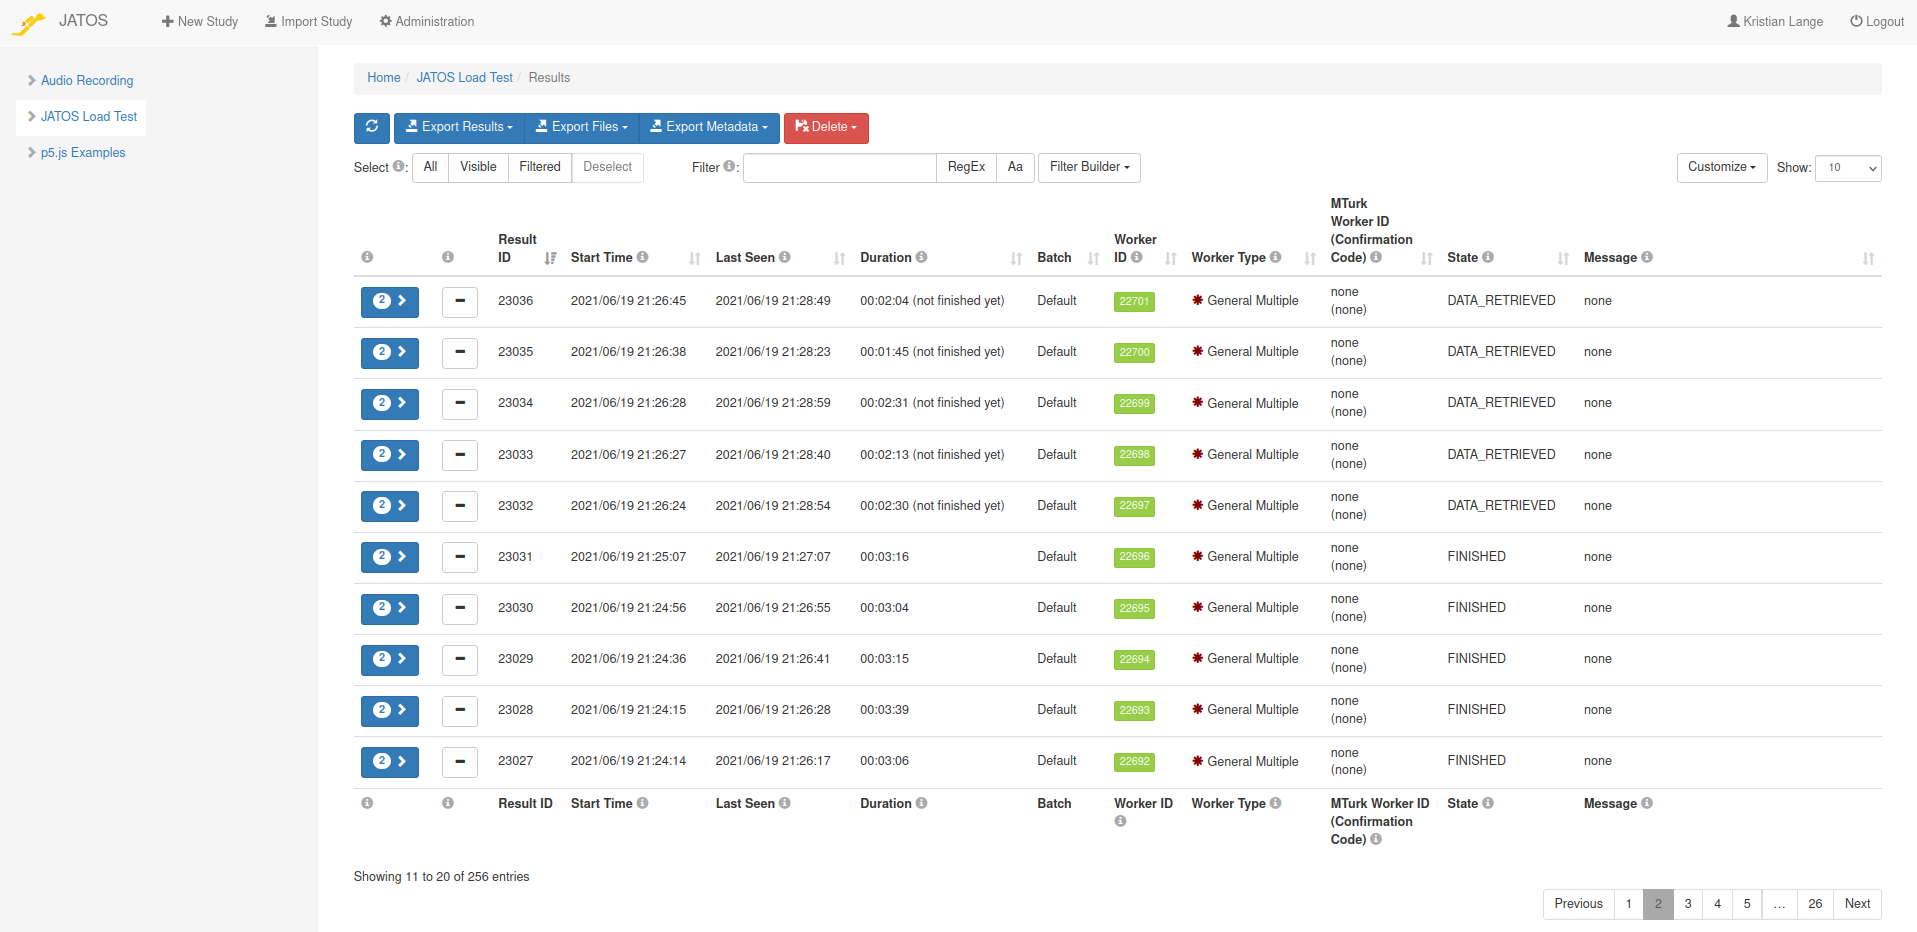 JATOS New Study Import Study Administration Kristian Lange Logout
Audio Recording
JATOS Load Test
p5.js Examples
Home / JATOS Load Test / Results
Export Results Export Files Export Metadata Delete
Select : All Visible Filtered Deselect Filter : RegEx Aa Filter Builder Customize Show: 10
Result ID Start Time Last Seen Duration Batch Worker ID Worker Type MTurk Worker ID (Confirmation Code) State Message
2 23036 2021/06/19 21:26:45 2021/06/19 21:28:49 00:02:04 (not finished yet) Default 22701 General Multiple none (none) DATA_RETRIEVED none
2 23035 2021/06/19 21:26:38 2021/06/19 21:28:23 00:01:45 (not finished yet) Default 22700 General Multiple none (none) DATA_RETRIEVED none
2 23034 2021/06/19 21:26:28 2021/06/19 21:28:59 00:02:31 (not finished yet) Default 22699 General Multiple none (none) DATA_RETRIEVED none
2 23033 2021/06/19 21:26:27 2021/06/19 21:28:40 00:02:13 (not finished yet) Default 22698 General Multiple none (none) DATA_RETRIEVED none
2 23032 2021/06/19 21:26:24 2021/06/19 21:28:54 00:02:30 (not finished yet) Default 22697 General Multiple none (none) DATA_RETRIEVED none
2 23031 2021/06/19 21:25:07 2021/06/19 21:27:07 00:03:16 Default 22696 General Multiple none (none) FINISHED none
2 23030 2021/06/19 21:24:56 2021/06/19 21:26:55 00:03:04 Default 22695 General Multiple none (none) FINISHED none
2 23029 2021/06/19 21:24:36 2021/06/19 21:26:41 00:03:15 Default 22694 General Multiple none (none) FINISHED none
2 23028 2021/06/19 21:24:15 2021/06/19 21:26:28 00:03:39 Default 22693 General Multiple none (none) FINISHED none
2 23027 2021/06/19 21:24:14 2021/06/19 21:26:17 00:03:06 Default 22692 General Multiple none (none) FINISHED none
Result ID Start Time Last Seen Duration Batch Worker ID Worker Type MTurk Worker ID (Confirmation Code) State Message
Showing 11 to 20 of 256 entries
Previous 1 2 3 4 5 … 26 Next